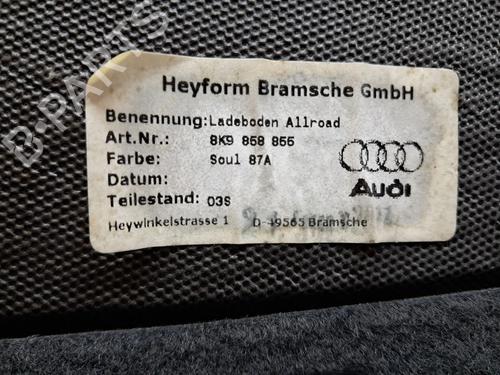 B-PARTS
Heyform Bramsche GmbH
Benennung: Ladeboden Allroad
Art.Nr.: 8K9 858 855
Farbe: Soul 87A
Datum:
Teilestand: 03S
Audi
Heywinkelstrasse 1 D-49565 Bramsche